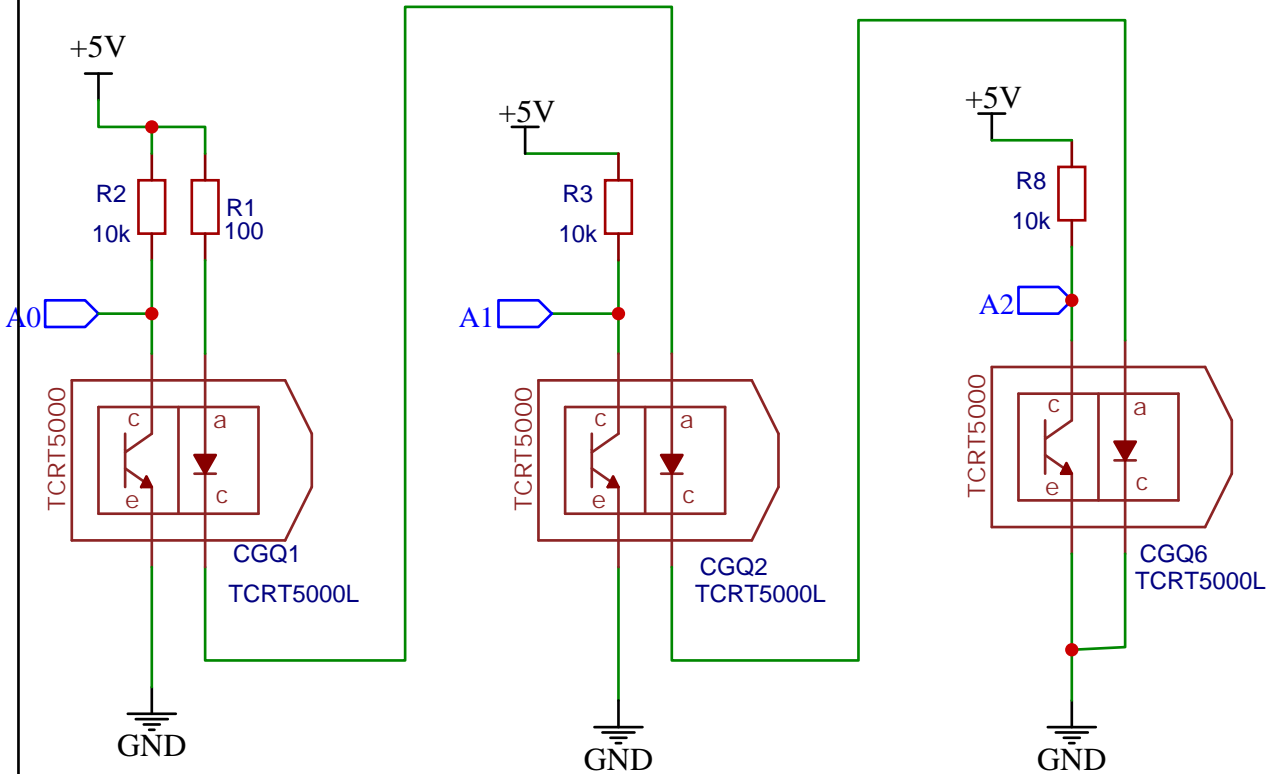 +5V
R2
10k
R1
100
A0
TCRT5000
c
a
e
c
CGQ1
TCRT5000L
GND
+5V
R3
10k
A1
TCRT5000
c
a
e
c
CGQ2
TCRT5000L
GND
+5V
R8
10k
A2
TCRT5000
c
a
e
c
CGQ6
TCRT5000L
GND